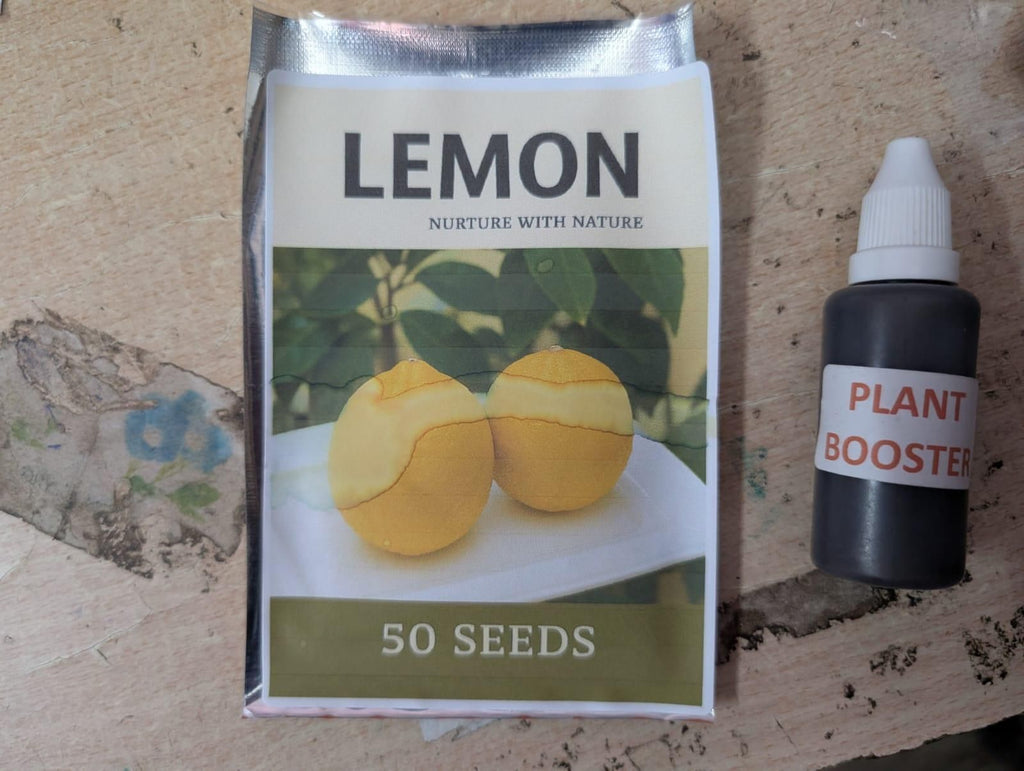 LEMON
NURTURE WITH NATURE
50 SEEDS
PLANT
BOOSTER